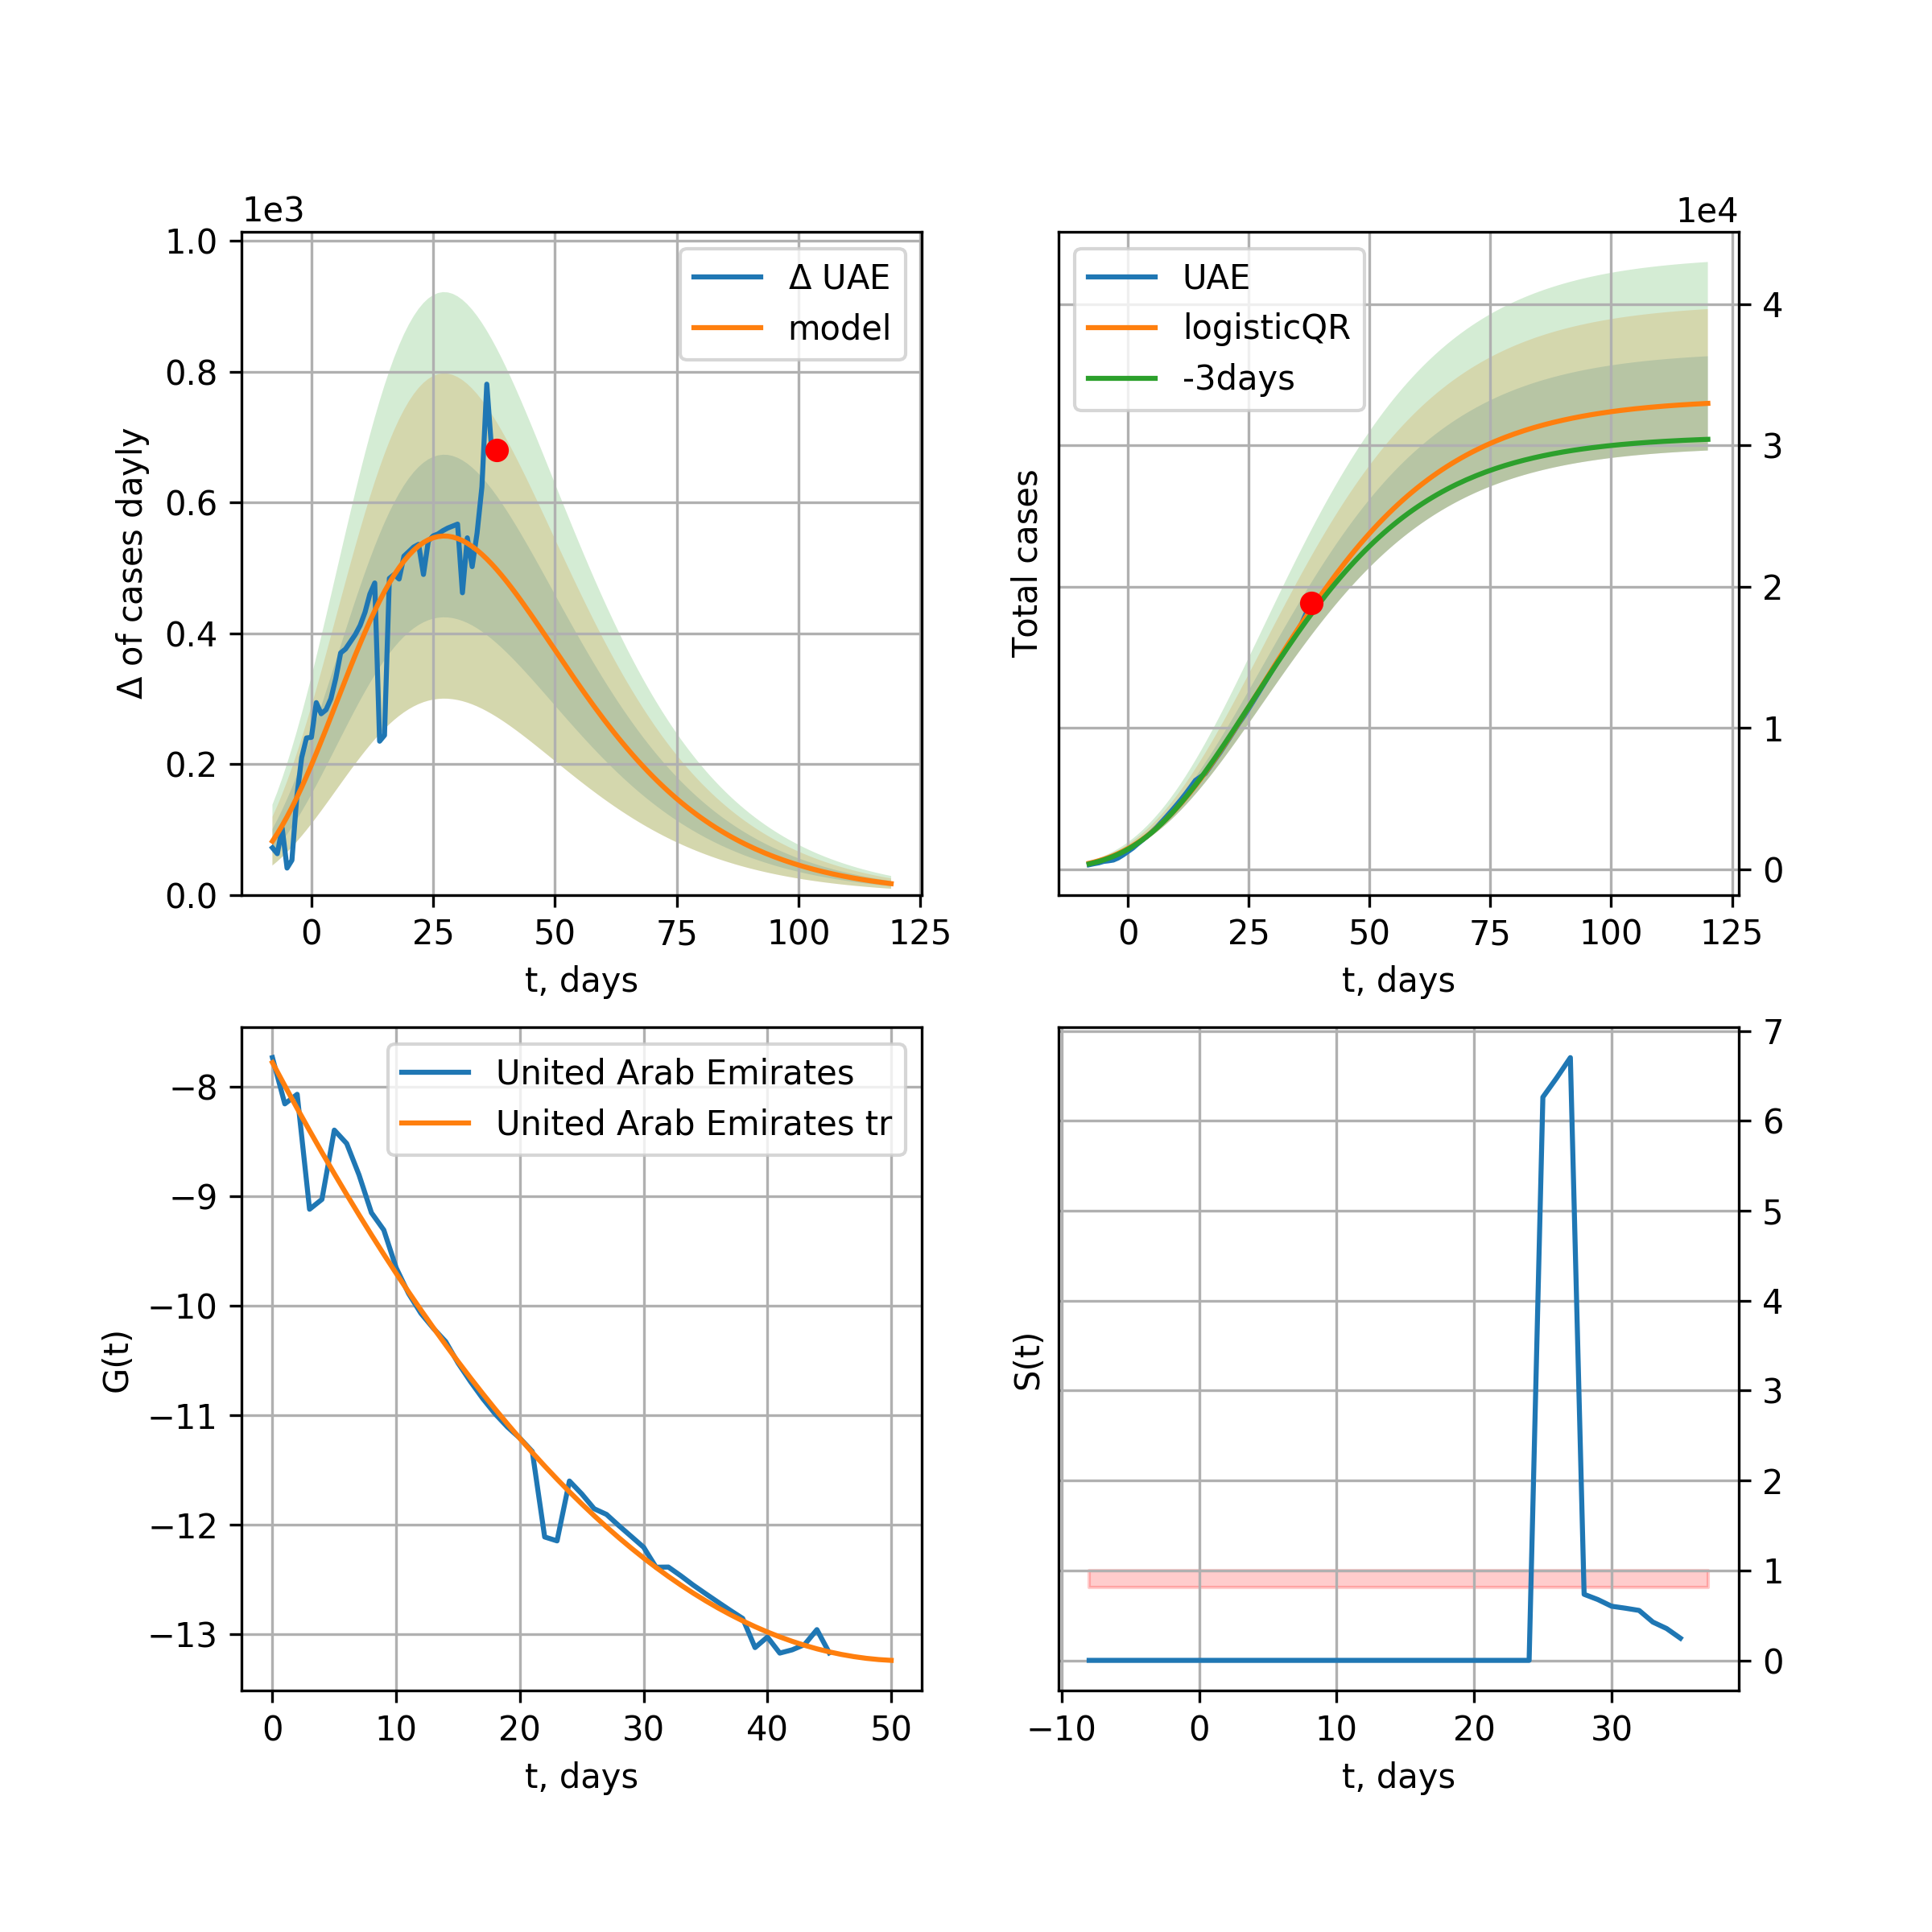 1e3
1.0
0.8
0.6
0.4
0.2
0.0
Δ of cases dayly
Δ UAE
model
0 25 50 75 100 125
t, days
1e4
UAE
logisticQR
-3days
Total cases
4
3
2
1
0
0 25 50 75 100 125
t, days
−8
−9
−10
−11
−12
−13
G(t)
United Arab Emirates
United Arab Emirates tr
0 10 20 30 40 50
t, days
S(t)
7
6
5
4
3
2
1
0
−10 0 10 20 30
t, days